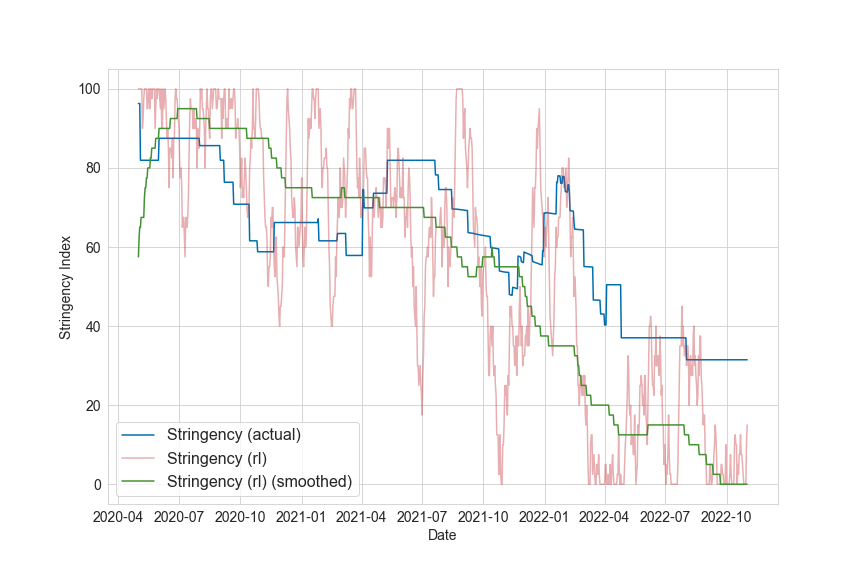 100
80
60
40
20
0
Stringency Index
Stringency (actual)
Stringency (rl)
Stringency (rl) (smoothed)
2020-04 2020-07 2020-10 2021-01 2021-04 2021-07 2021-10 2022-01 2022-04 2022-07 2022-10
Date